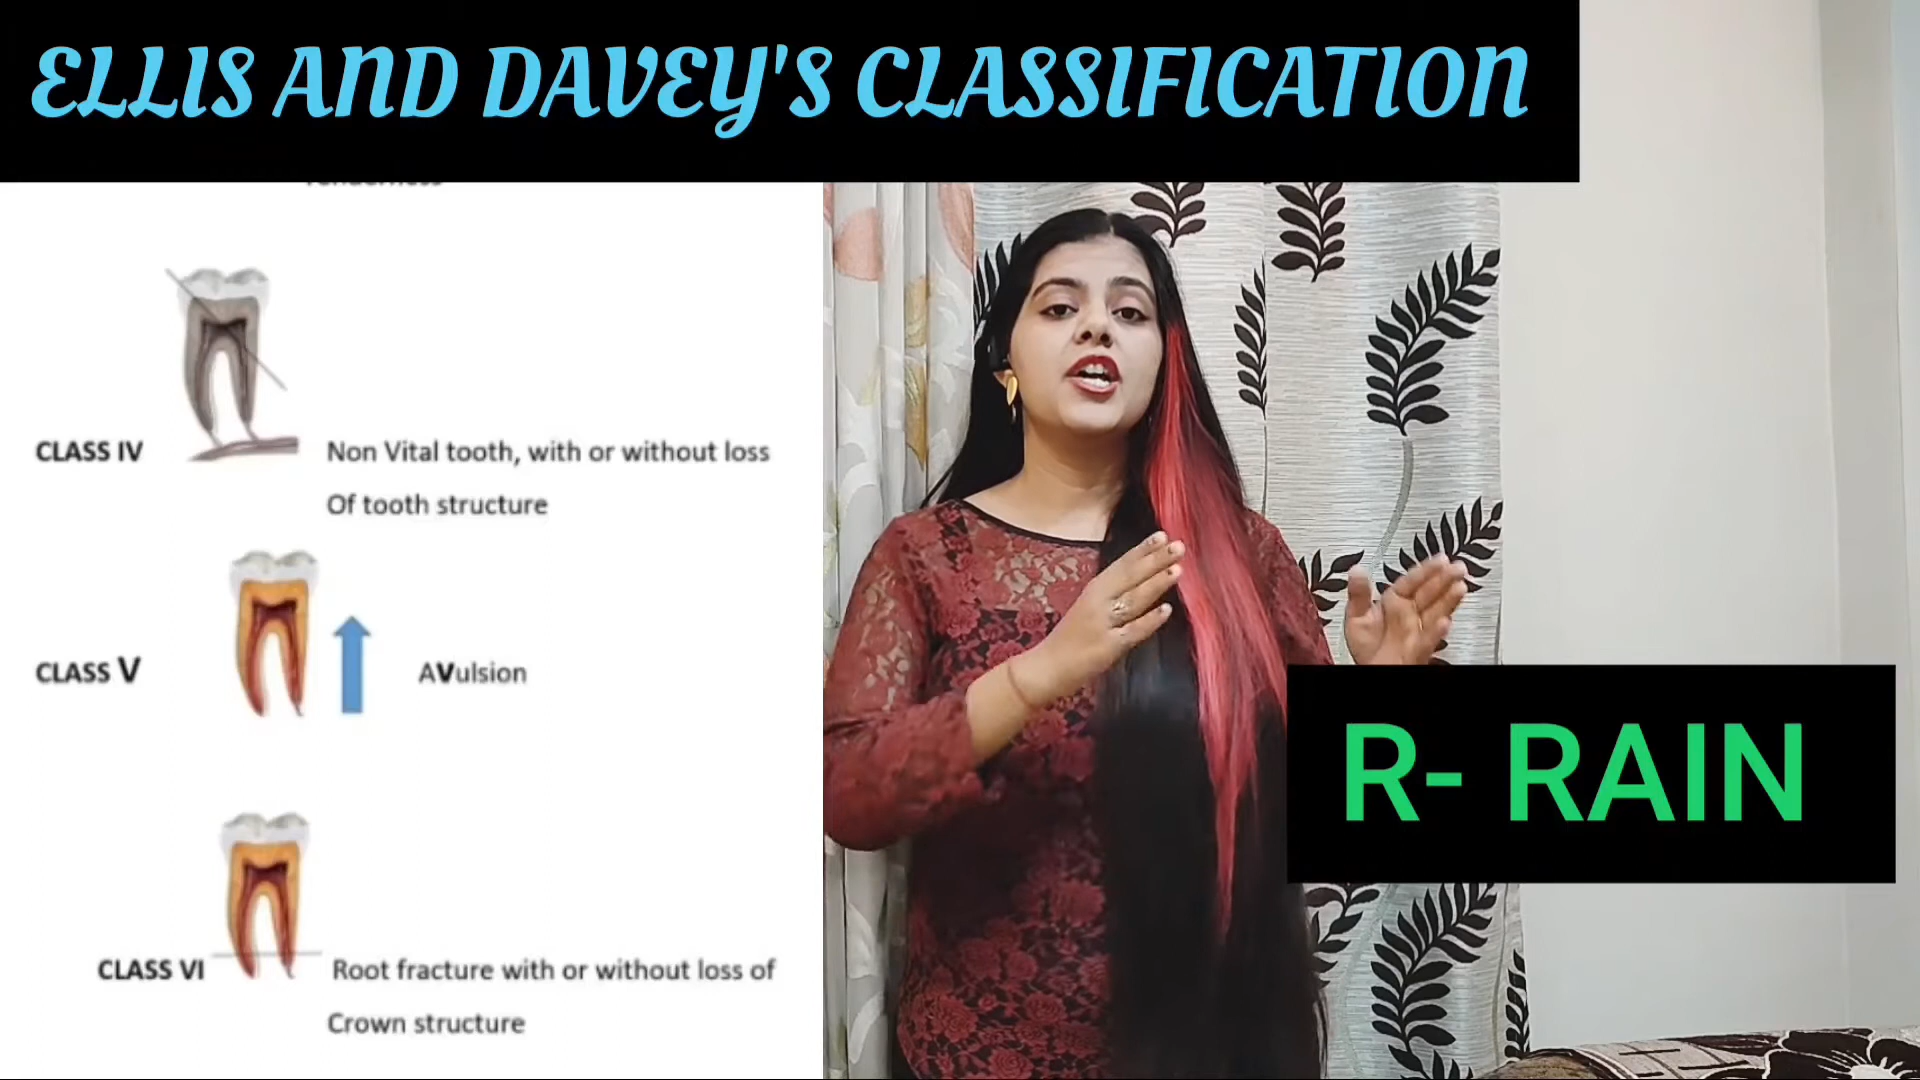 ELLIS AND DAVEY'S CLASSIFICATION
CLASS IV
Non Vital tooth, with or without loss
Of tooth structure
CLASS V
AVulsion
CLASS VI
Root fracture with or without loss of
Crown structure
R- RAIN